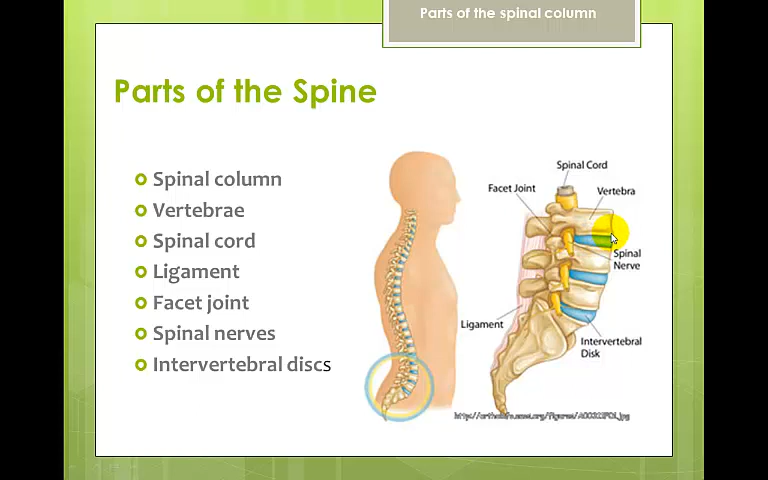 Parts of the spinal column
Parts of the Spine
Spinal column
Vertebrae
Spinal cord
Ligament
Facet joint
Spinal nerves
Intervertebral discs
Spinal Cord
Facet Joint
Vertebra
Spinal
Nerve
Ligament
Intervertebral
Disk